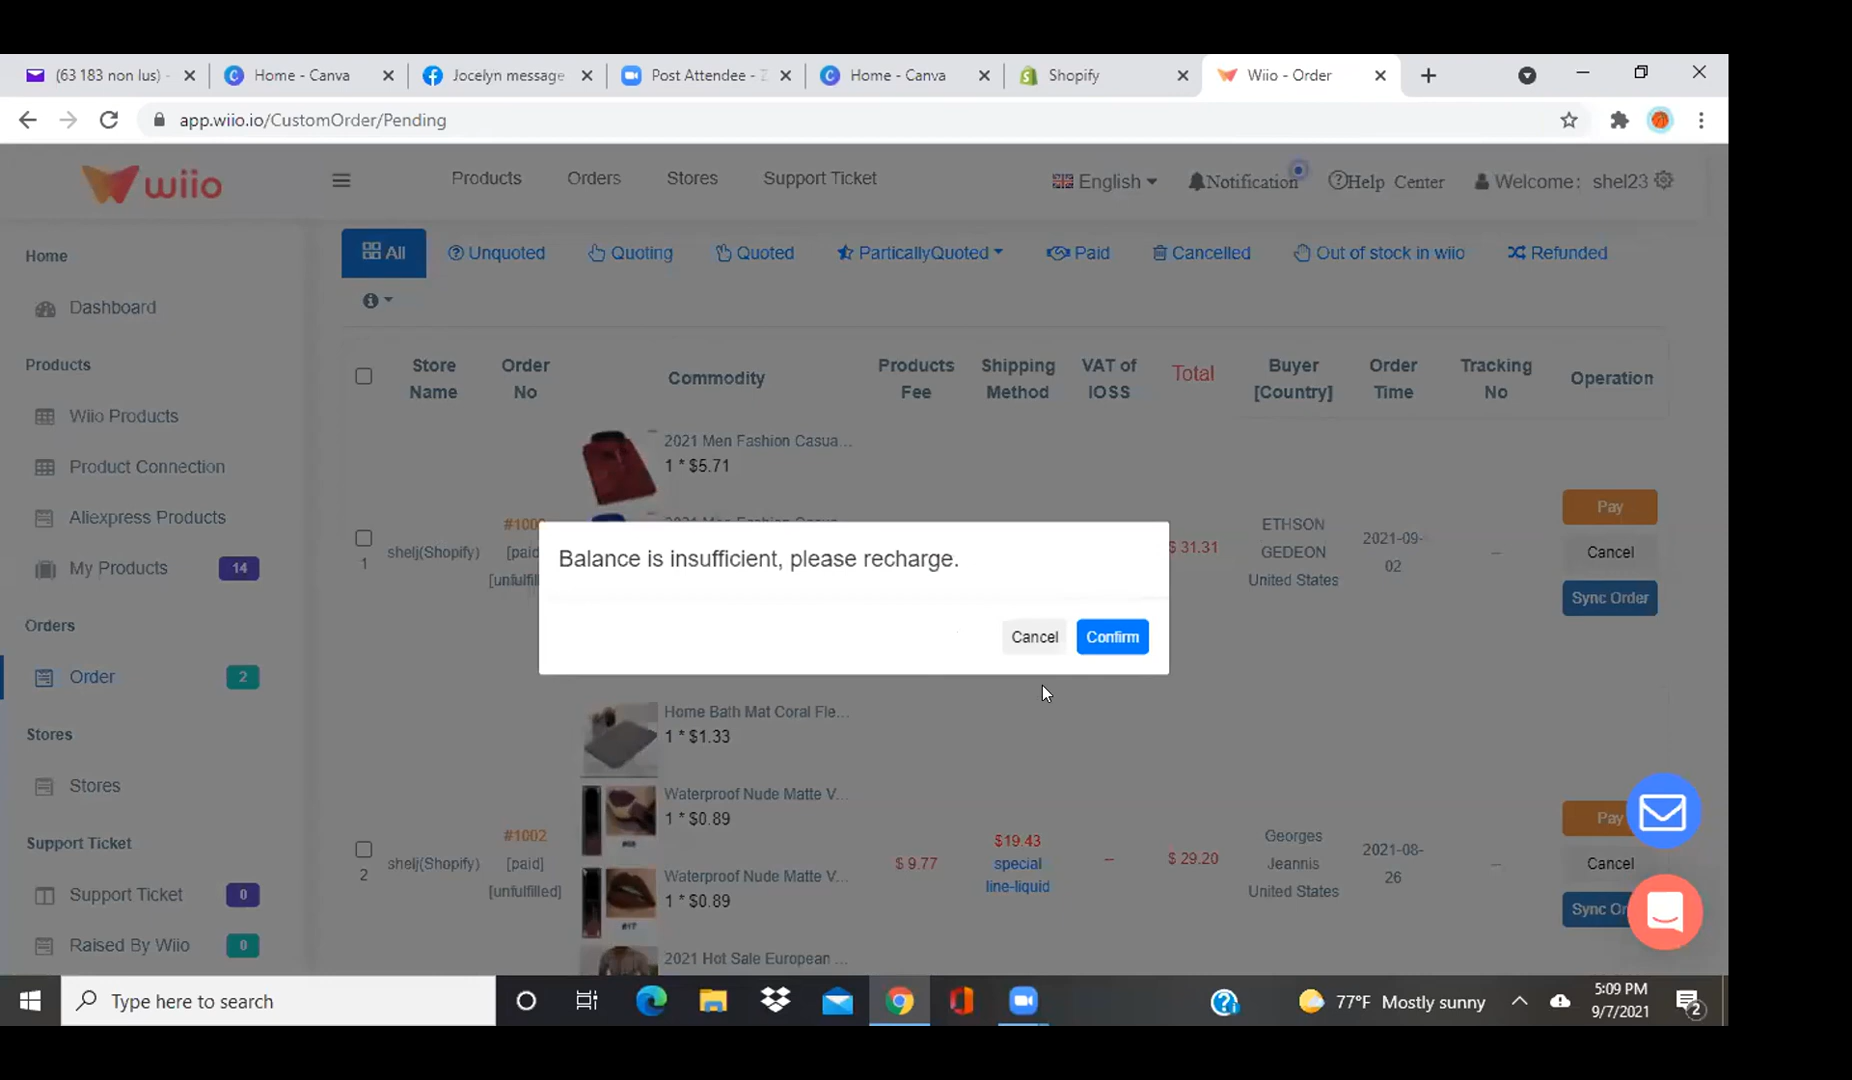 (63 183 non lus) -
Home - Canva
Jocelyn message
Post Attendee - Z
Home - Canva
Shopify
Wiio - Order
app.wiio.io/CustomOrder/Pending
wiio
Products
Orders
Stores
Support Ticket
English
Notification
Help Center
Welcome: shel23
Home
Dashboard
Products
Wiio Products
Product Connection
Aliexpress Products
My Products 14
Orders
Order 2
Stores
Stores
Support Ticket
Support Ticket 0
Raised By Wiio 0
All
Unquoted
Quoting
Quoted
ParticallyQuoted
Paid
Cancelled
Out of stock in wiio
Refunded
Store Name
Order No
Commodity
Products Fee
Shipping Method
VAT of IOSS
Total
Buyer [Country]
Order Time
Tracking No
Operation
2021 Men Fashion Casua...
1 * $5.71
1
shelj(Shopify)
#100
[paid
[unfulfil
$ 31.31
ETHSON
GEDEON
United States
2021-09-
02
--
Pay
Cancel
Sync Order
Balance is insufficient, please recharge.
Cancel
Confirm
Home Bath Mat Coral Fle...
1 * $1.33
Waterproof Nude Matte V...
1 * $0.89
Waterproof Nude Matte V...
1 * $0.89
#17
2021 Hot Sale European ...
2
shelj(Shopify)
#1002
[paid]
[unfulfilled]
$ 9.77
$19.43
special
line-liquid
--
$ 29.20
Georges
Jeannis
United States
2021-08-
26
--
Pay
Cancel
Sync Or
Type here to search
77°F Mostly sunny
5:09 PM
9/7/2021
2